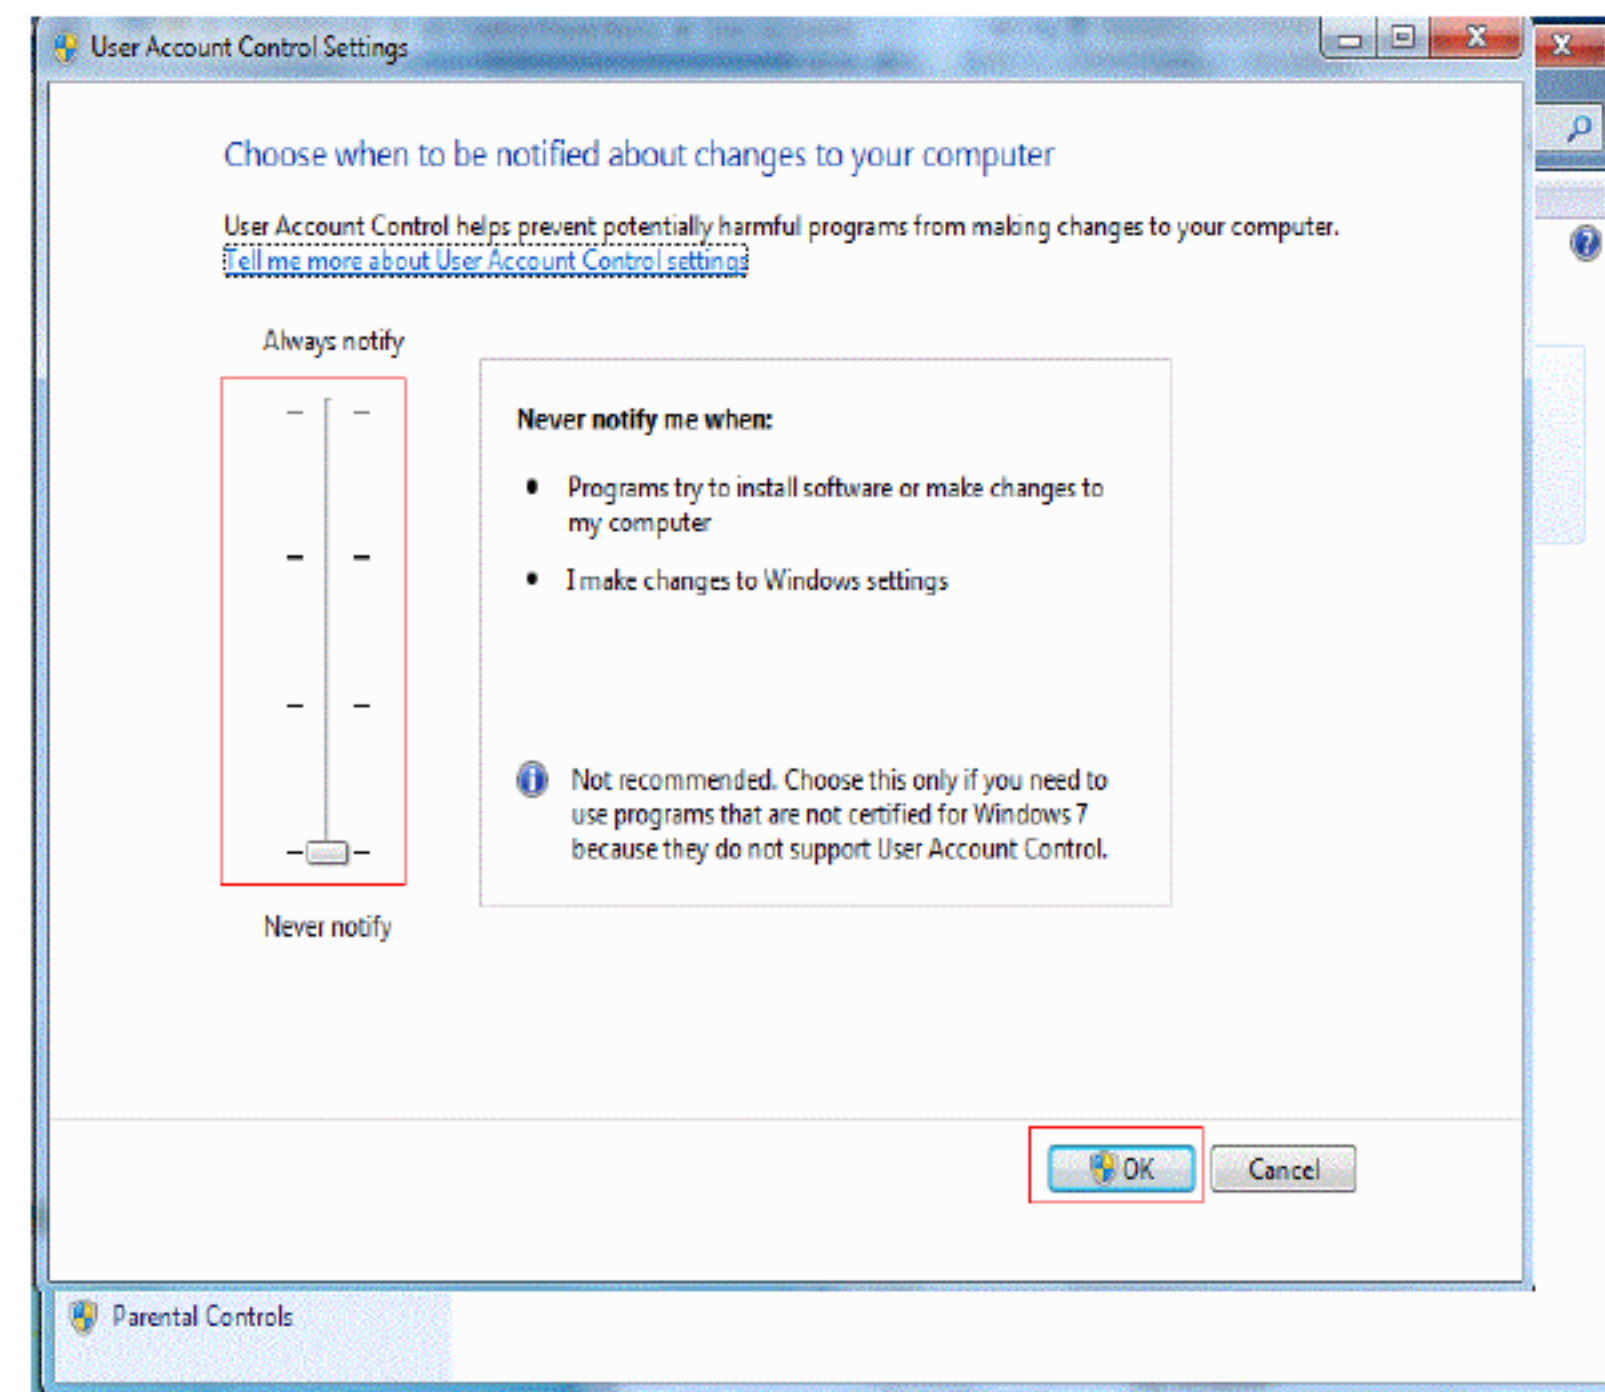 User Account Control Settings
Choose when to be notified about changes to your computer
User Account Control helps prevent potentially harmful programs from making changes to your computer.
Tell me more about User Account Control settings
Always notify
Never notify me when:
• Programs try to install software or make changes to
my computer
• I make changes to Windows settings
Not recommended. Choose this only if you need to
use programs that are not certified for Windows 7
because they do not support User Account Control.
Never notify
OK
Cancel
Parental Controls